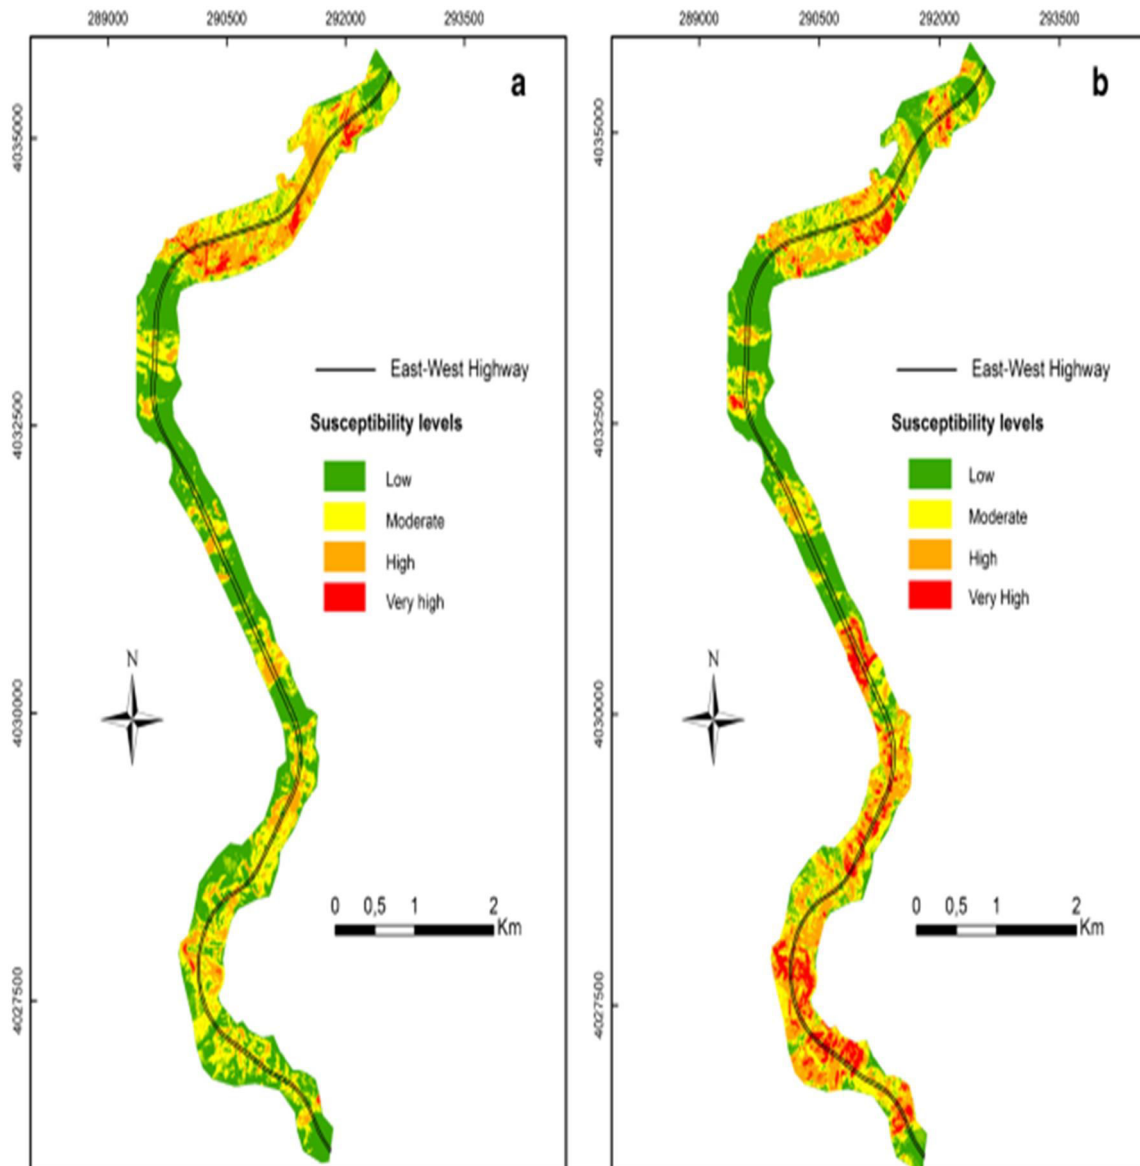 289000 290500 292000 293500
289000 290500 292000 293500
a
b
4035000
4035000
East-West Highway
East-West Highway
4032500
4032500
Susceptibility levels
Susceptibility levels
Low
Low
Moderate
Moderate
High
High
Very high
Very High
N
N
4030000
4030000
0 0,5 1 2
Km
0 0,5 1 2
Km
4027500
4027500